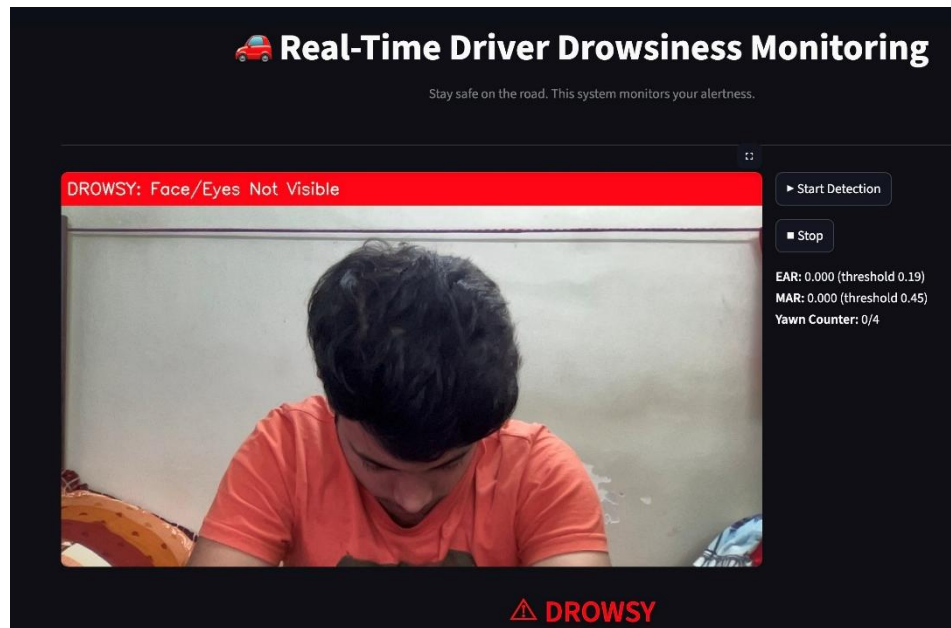 🚗 Real-Time Driver Drowsiness Monitoring
Stay safe on the road. This system monitors your alertness.
DROWSY: Face/Eyes Not Visible
▶ Start Detection
■ Stop
EAR: 0.000 (threshold 0.19)
MAR: 0.000 (threshold 0.45)
Yawn Counter: 0/4
⚠ DROWSY